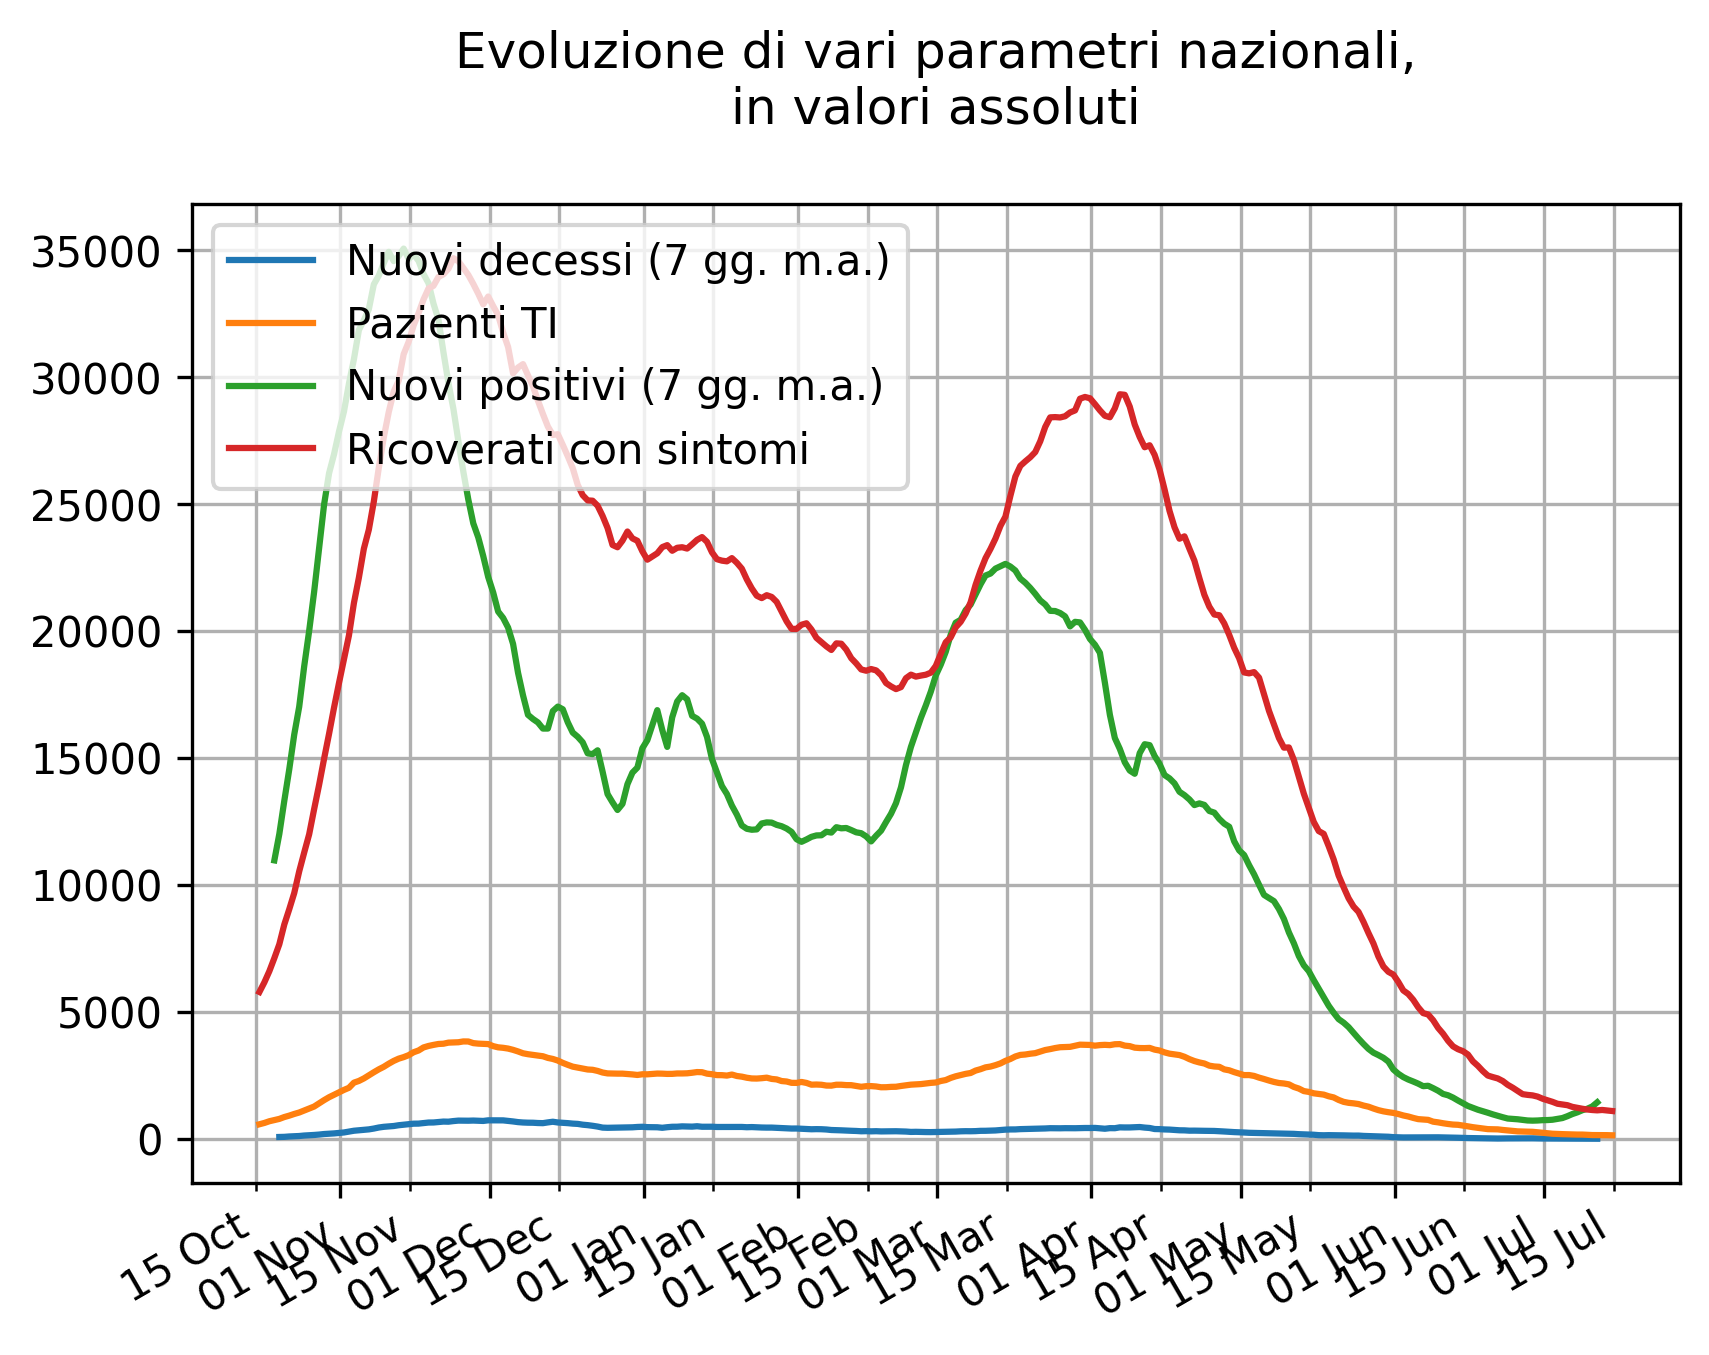 Evoluzione di vari parametri nazionali,
in valori assoluti
35000
30000
25000
20000
15000
10000
5000
0
Nuovi decessi (7 gg. m.a.)
Pazienti TI
Nuovi positivi (7 gg. m.a.)
Ricoverati con sintomi
15 Oct
01 Nov
15 Nov
01 Dec
15 Dec
01 Jan
15 Jan
01 Feb
15 Feb
01 Mar
15 Mar
01 Apr
15 Apr
01 May
15 May
01 Jun
15 Jun
01 Jul
15 Jul